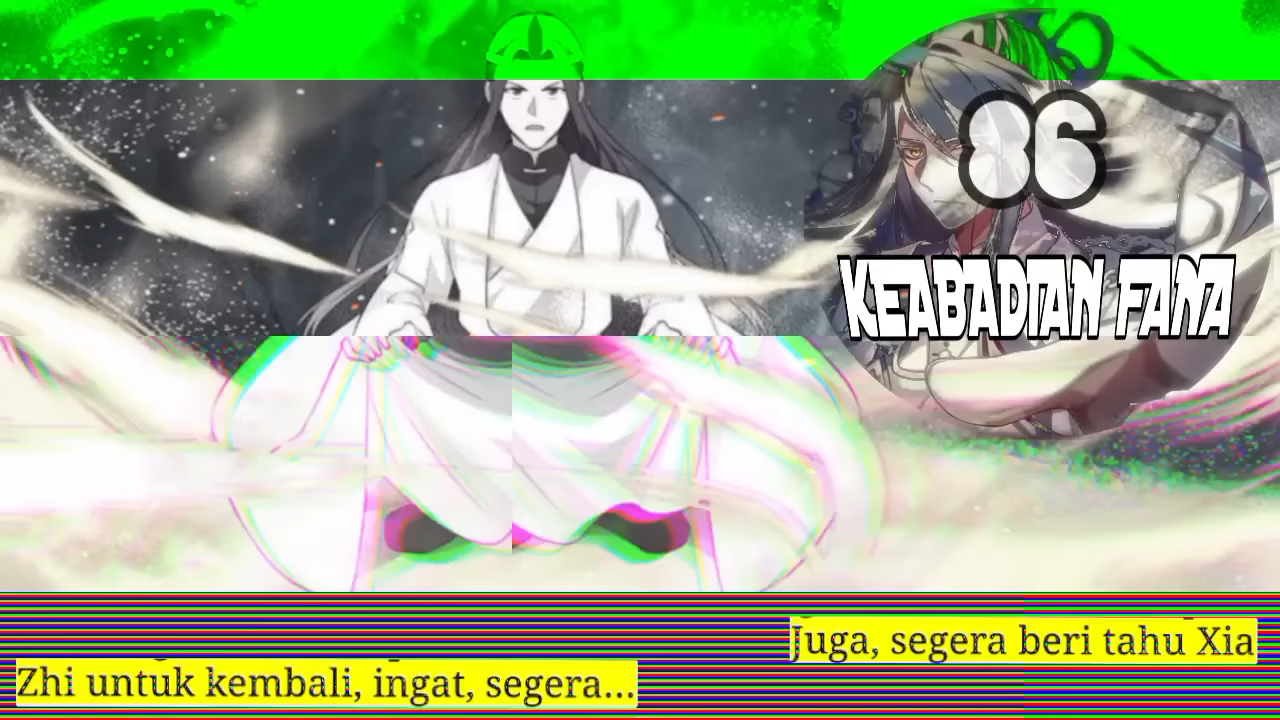 86
KEABADIAN FANA
Juga, segera beri tahu Xia
Zhi untuk kembali, ingat, segera...